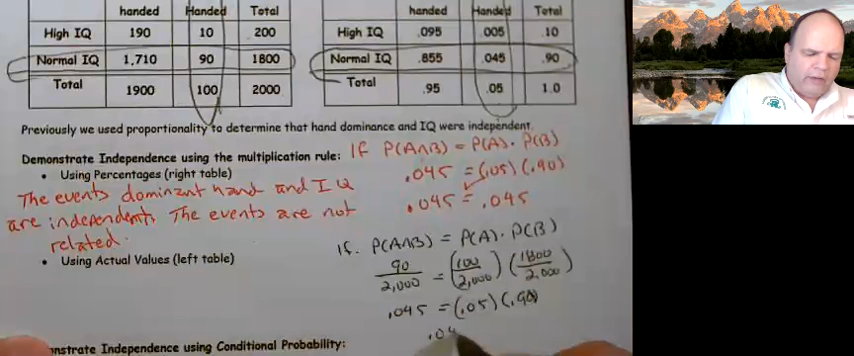 handed Handed Total
High IQ 190 10 200
Normal IQ 1,710 90 1800
Total 1900 100 2000
handed Handed Total
High IQ .095 .005 .10
Normal IQ .855 .045 .90
Total .95 .05 1.0
Previously we used proportionality to determine that hand dominance and IQ were independent.
Demonstrate Independence using the multiplication rule: If P(A∩B) = P(A) · P(B)
• Using Percentages (right table) .045 = (.05)(.90)
The events dominant hand and IQ .045 = .045
are independent. The events are not
related.
If P(A∩B) = P(A) · P(B)
• Using Actual Values (left table)
90/2,000 = (100/2,000) (1800/2,000)
.045 = (.05)(.90)
.04
onstrate Independence using Conditional Probability: